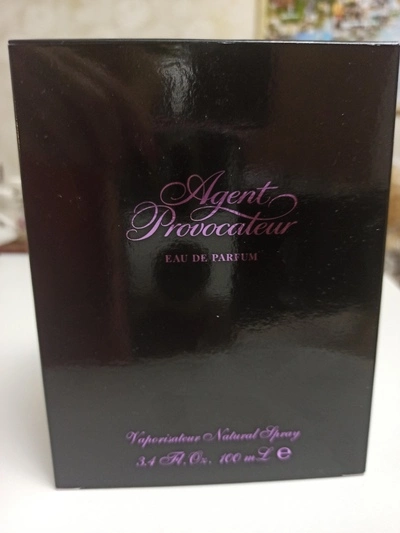 Agent
Provocateur
EAU DE PARFUM
Vaporisateur Natural Spray
3.4 Fl. Oz. 100 mL ℮